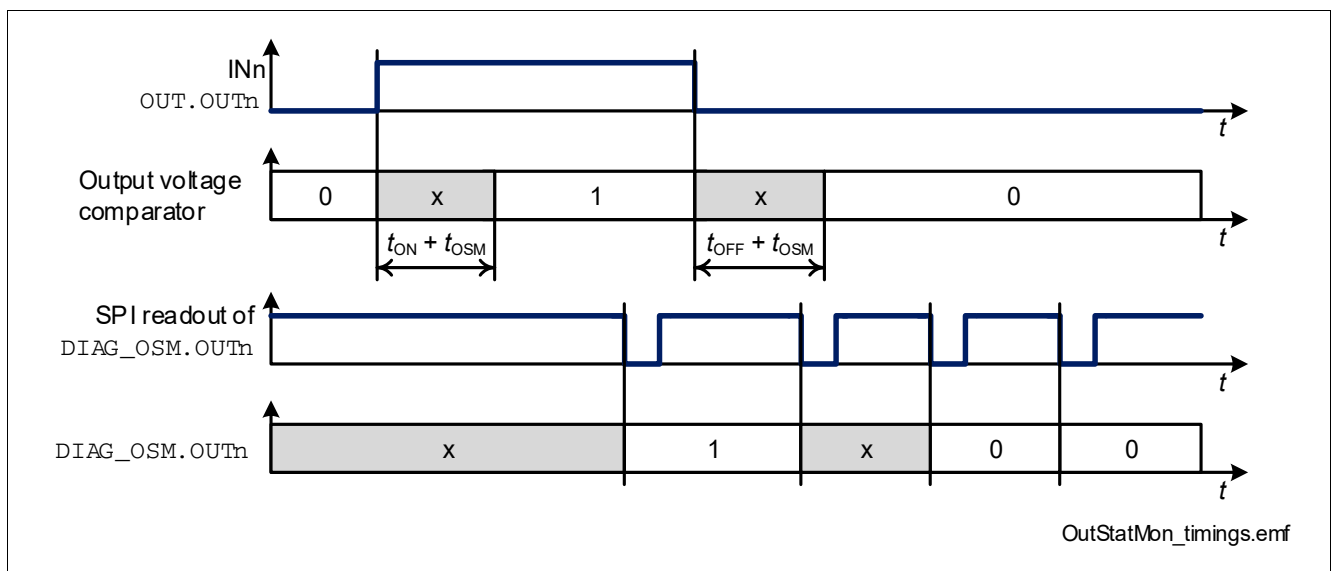 INn
OUT.OUTn
t
Output voltage
comparator
0 x 1 x 0
t
tON + tOSM tOFF + tOSM
SPI readout of
DIAG_OSM.OUTn
t
DIAG_OSM.OUTn
x 1 x 0 0
t
OutStatMon_timings.emf